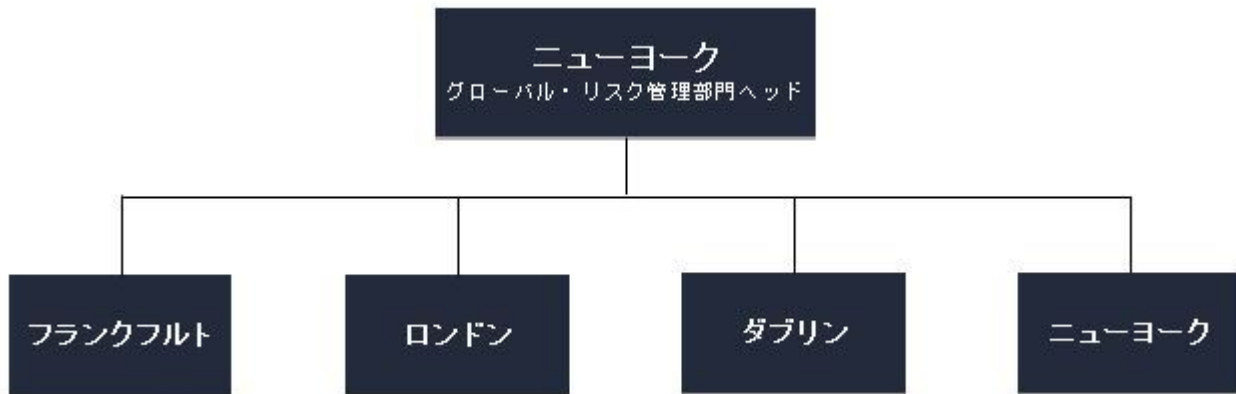 ニューヨーク
グローバル・リスク管理部門ヘッド
フランクフルト
ロンドン
ダブリン
ニューヨーク